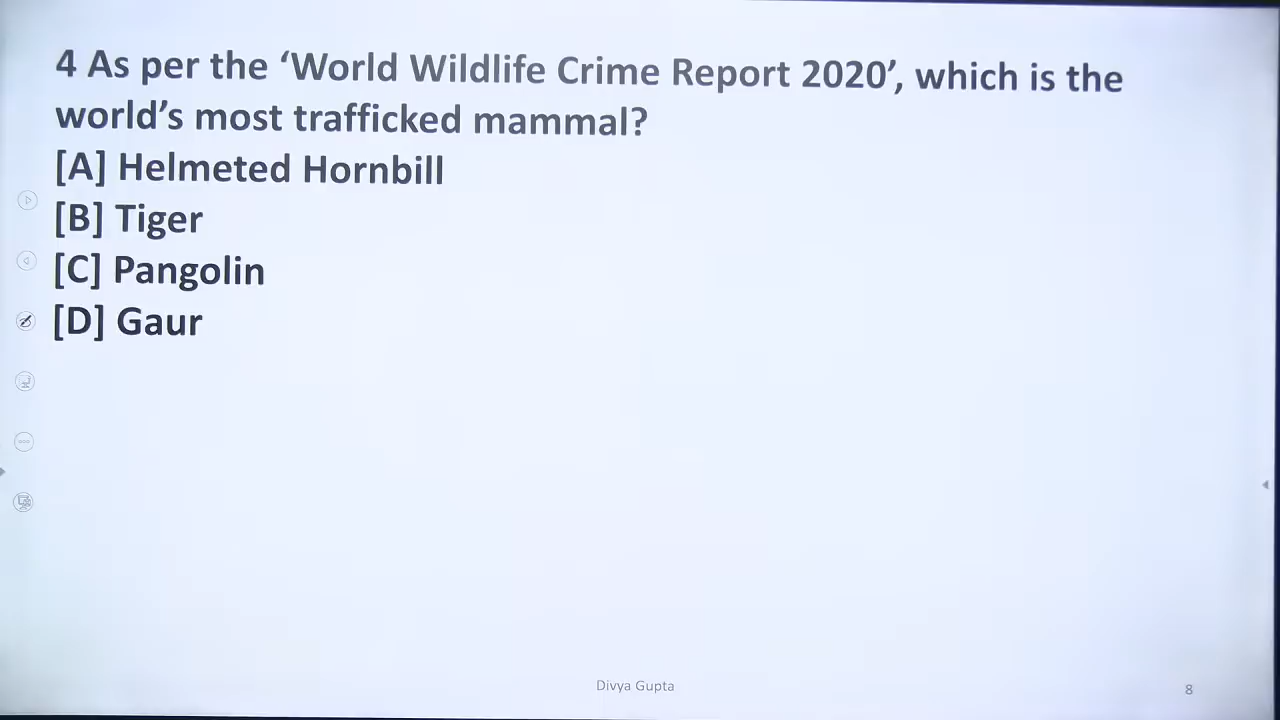 4 As per the ‘World Wildlife Crime Report 2020’, which is the
world’s most trafficked mammal?
[A] Helmeted Hornbill
[B] Tiger
[C] Pangolin
[D] Gaur
Divya Gupta
8